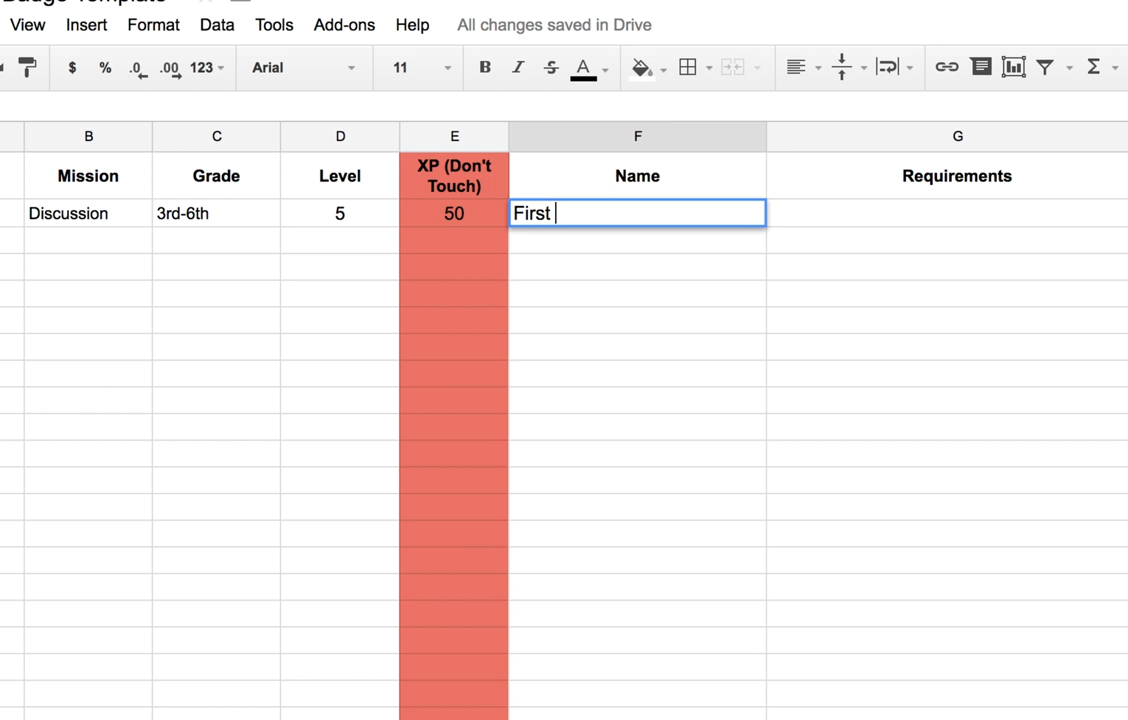 View Insert Format Data Tools Add-ons Help All changes saved in Drive
$ % .0 .00 123 Arial 11 B I S A Σ
B C D E F G
Mission Grade Level XP (Don't Touch) Name Requirements
Discussion 3rd-6th 5 50 First